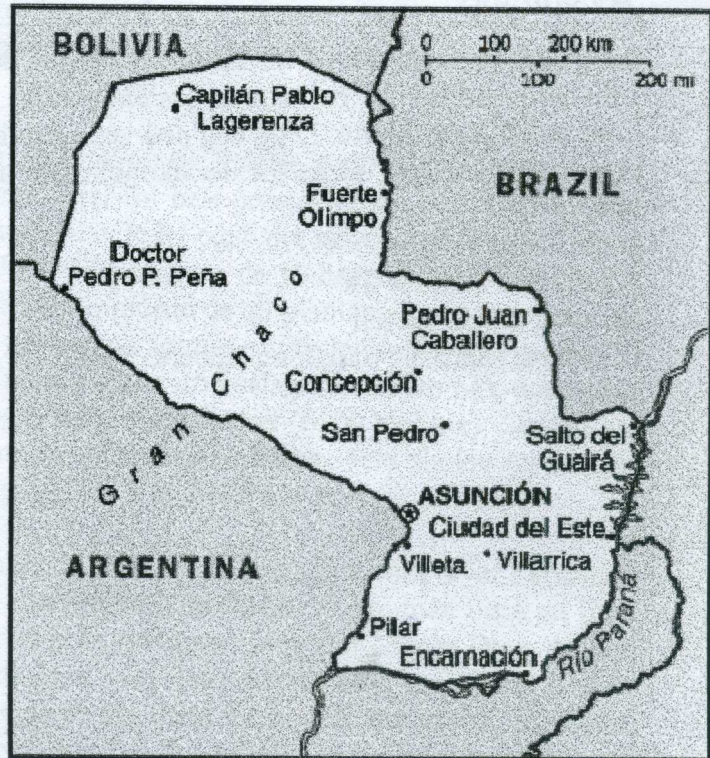 BOLIVIA
0 100 200 km
0 100 200 mi
Capitán Pablo
Lagerenza
BRAZIL
Fuerte
Olimpo
Doctor
Pedro P. Peña
Gran Chaco
Pedro Juan
Caballero
Concepción
San Pedro
Salto del
Guairá
ASUNCIÓN
Ciudad del Este
Villeta
Villarrica
ARGENTINA
Pilar
Encarnación
Río Paraná